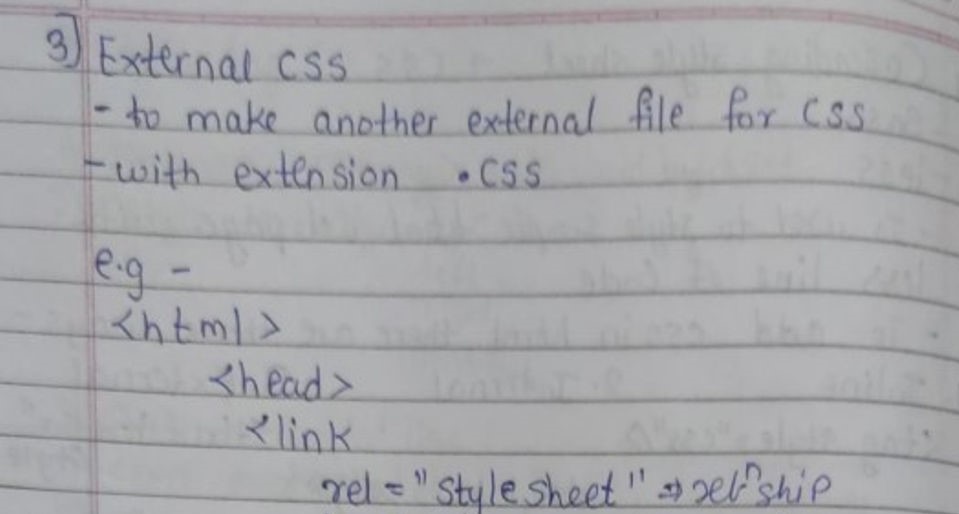 3) External css
- to make another external file for css
- with extension .css
e.g -
<html>
<head>
<link
rel = "stylesheet" ⇒ relⁿship